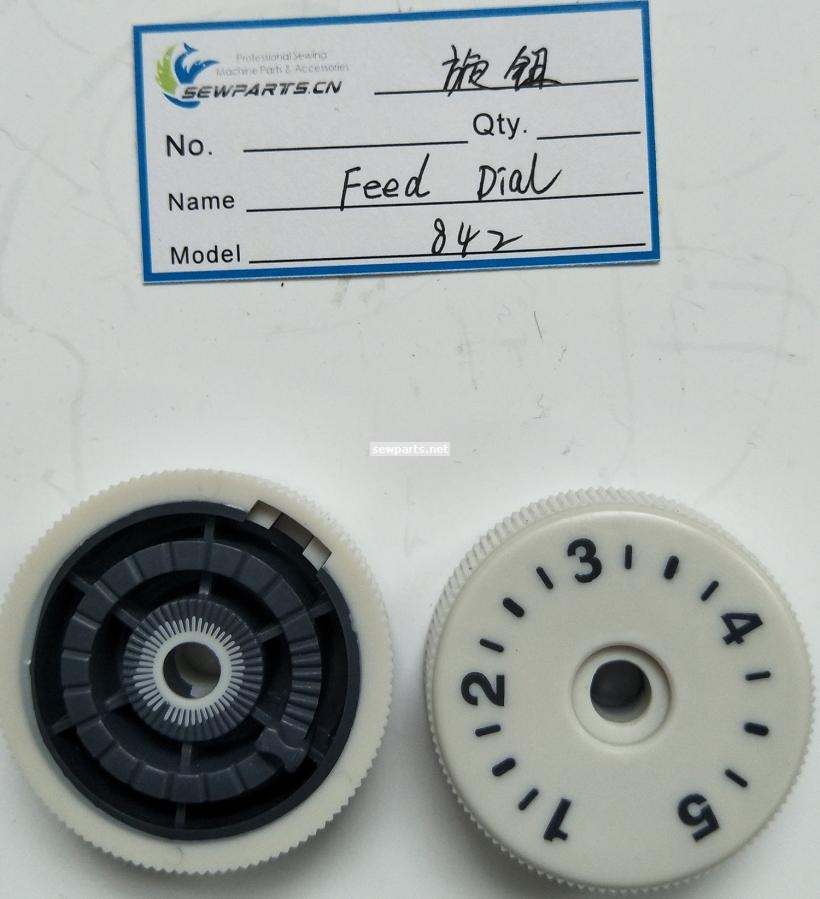 Professional Sewing
Machine Parts & Accessories
SEWPARTS.CN
旋钮
No.
Qty.
Name Feed Dial
Model 842
sewparts.net
3
4
2
1
5